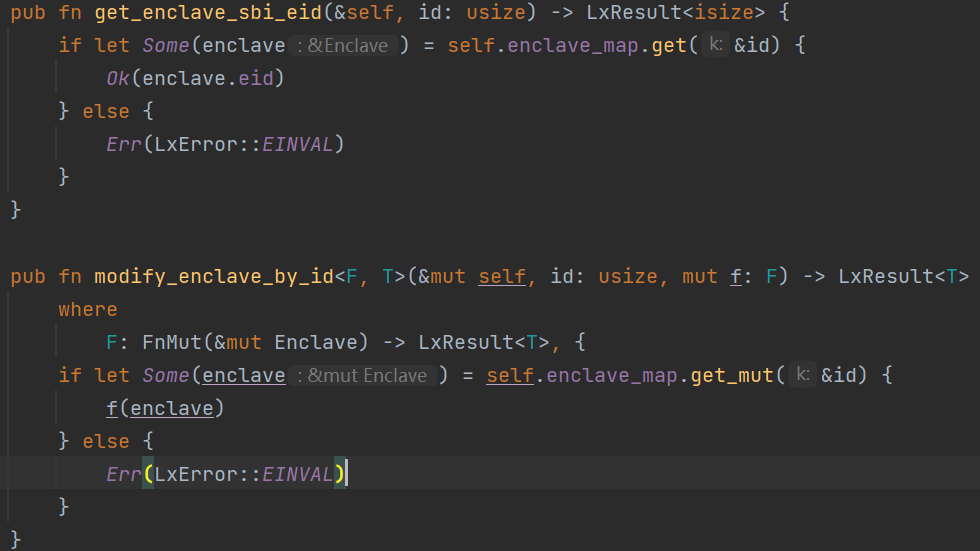 pub fn get_enclave_sbi_eid(&self, id: usize) -> LxResult<isize> {
    if let Some(enclave : &Enclave ) = self.enclave_map.get( k: &id) {
        Ok(enclave.eid)
    } else {
        Err(LxError::EINVAL)
    }
}
pub fn modify_enclave_by_id<F, T>(&mut self, id: usize, mut f: F) -> LxResult<T>
    where
        F: FnMut(&mut Enclave) -> LxResult<T>, {
    if let Some(enclave : &mut Enclave ) = self.enclave_map.get_mut( k: &id) {
        f(enclave)
    } else {
        Err(LxError::EINVAL)
    }
}